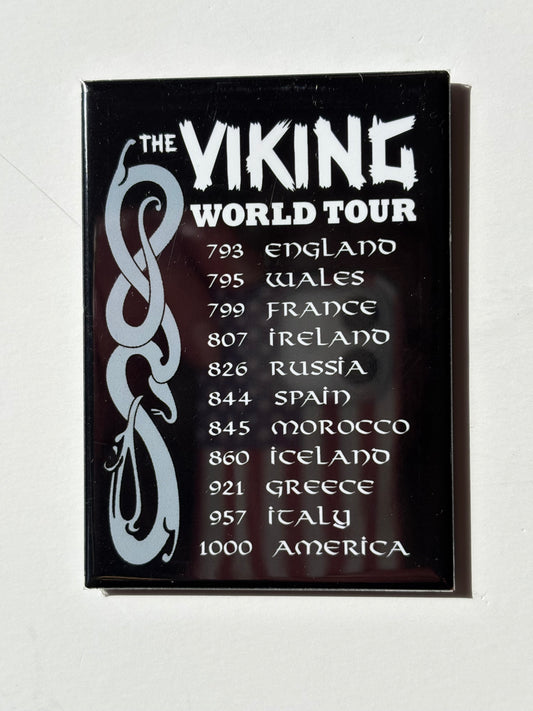 THE VIKING
WORLD TOUR
793 ENGLAND
795 WALES
799 FRANCE
807 IRELAND
826 RUSSIA
844 SPAIN
845 MOROCCO
860 ICELAND
921 GREECE
957 ITALY
1000 AMERICA